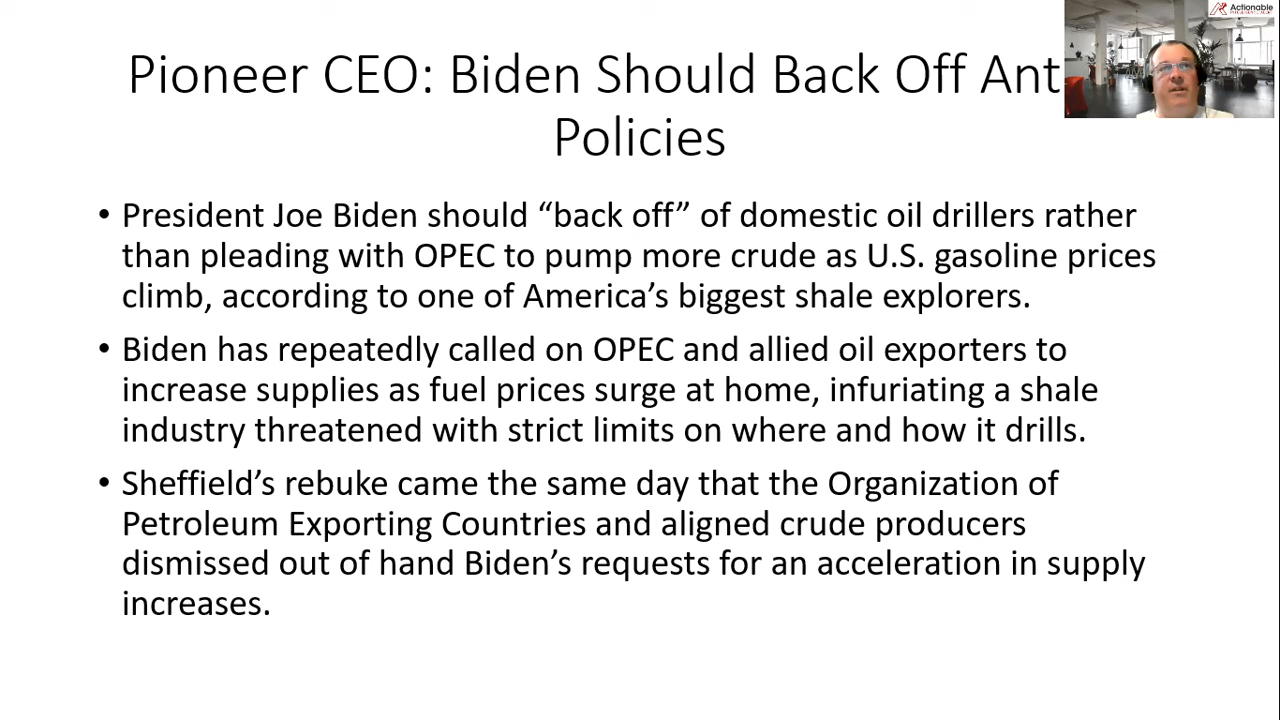 Pioneer CEO: Biden Should Back Off Ant
Policies
• President Joe Biden should “back off” of domestic oil drillers rather
than pleading with OPEC to pump more crude as U.S. gasoline prices
climb, according to one of America’s biggest shale explorers.
• Biden has repeatedly called on OPEC and allied oil exporters to
increase supplies as fuel prices surge at home, infuriating a shale
industry threatened with strict limits on where and how it drills.
• Sheffield’s rebuke came the same day that the Organization of
Petroleum Exporting Countries and aligned crude producers
dismissed out of hand Biden’s requests for an acceleration in supply
increases.
Actionable